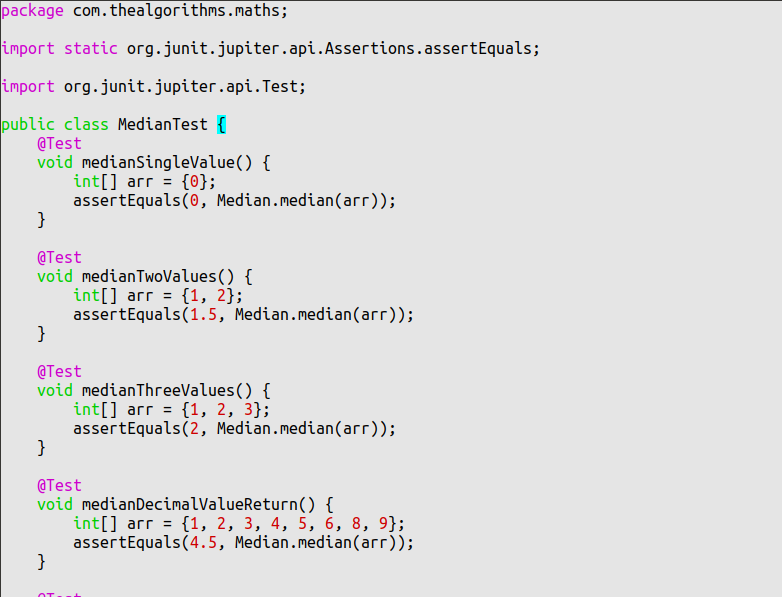 package com.thealgorithms.maths;
import static org.junit.jupiter.api.Assertions.assertEquals;
import org.junit.jupiter.api.Test;
public class MedianTest {
@Test
void medianSingleValue() {
int[] arr = {0};
assertEquals(0, Median.median(arr));
}
@Test
void medianTwoValues() {
int[] arr = {1, 2};
assertEquals(1.5, Median.median(arr));
}
@Test
void medianThreeValues() {
int[] arr = {1, 2, 3};
assertEquals(2, Median.median(arr));
}
@Test
void medianDecimalValueReturn() {
int[] arr = {1, 2, 3, 4, 5, 6, 8, 9};
assertEquals(4.5, Median.median(arr));
}
@Test